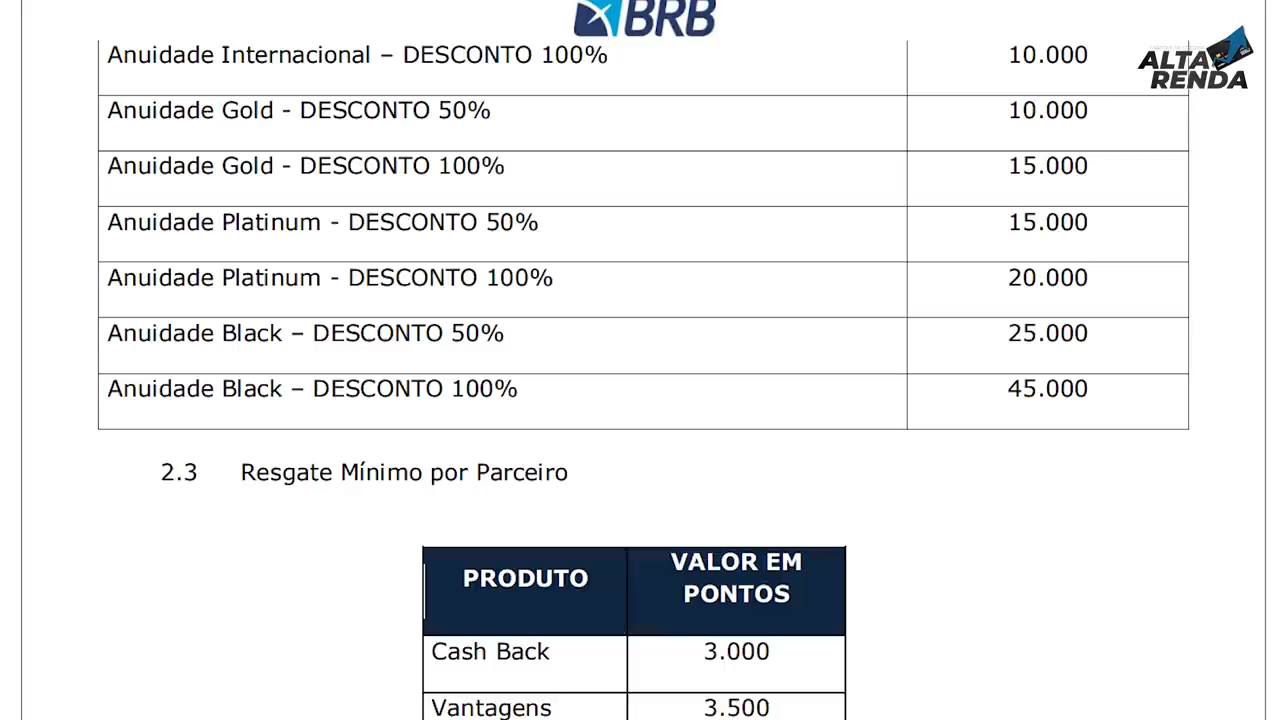 BRB
ALTA
RENDA
Anuidade Internacional – DESCONTO 100% 10.000
Anuidade Gold - DESCONTO 50% 10.000
Anuidade Gold - DESCONTO 100% 15.000
Anuidade Platinum - DESCONTO 50% 15.000
Anuidade Platinum - DESCONTO 100% 20.000
Anuidade Black – DESCONTO 50% 25.000
Anuidade Black – DESCONTO 100% 45.000
2.3 Resgate Mínimo por Parceiro
PRODUTO VALOR EM
PONTOS
Cash Back 3.000
Vantagens 3.500